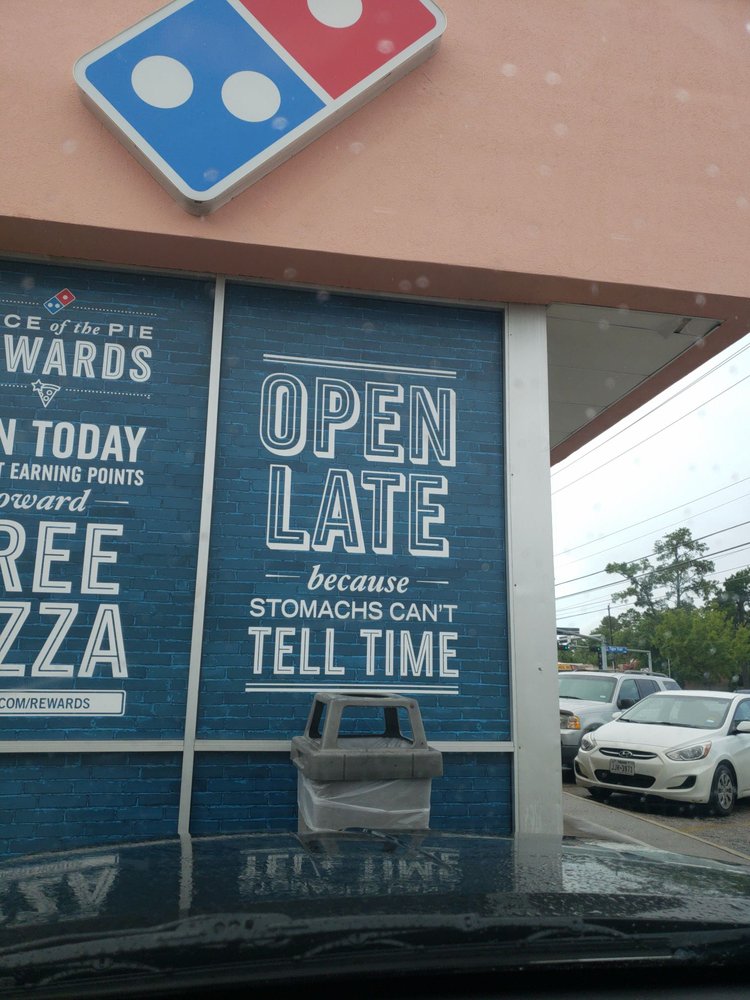 CE of the PIE
WARDS
N TODAY
T EARNING POINTS
oward
REE
ZZA
.COM/REWARDS
OPEN
LATE
because
STOMACHS CAN'T
TELL TIME